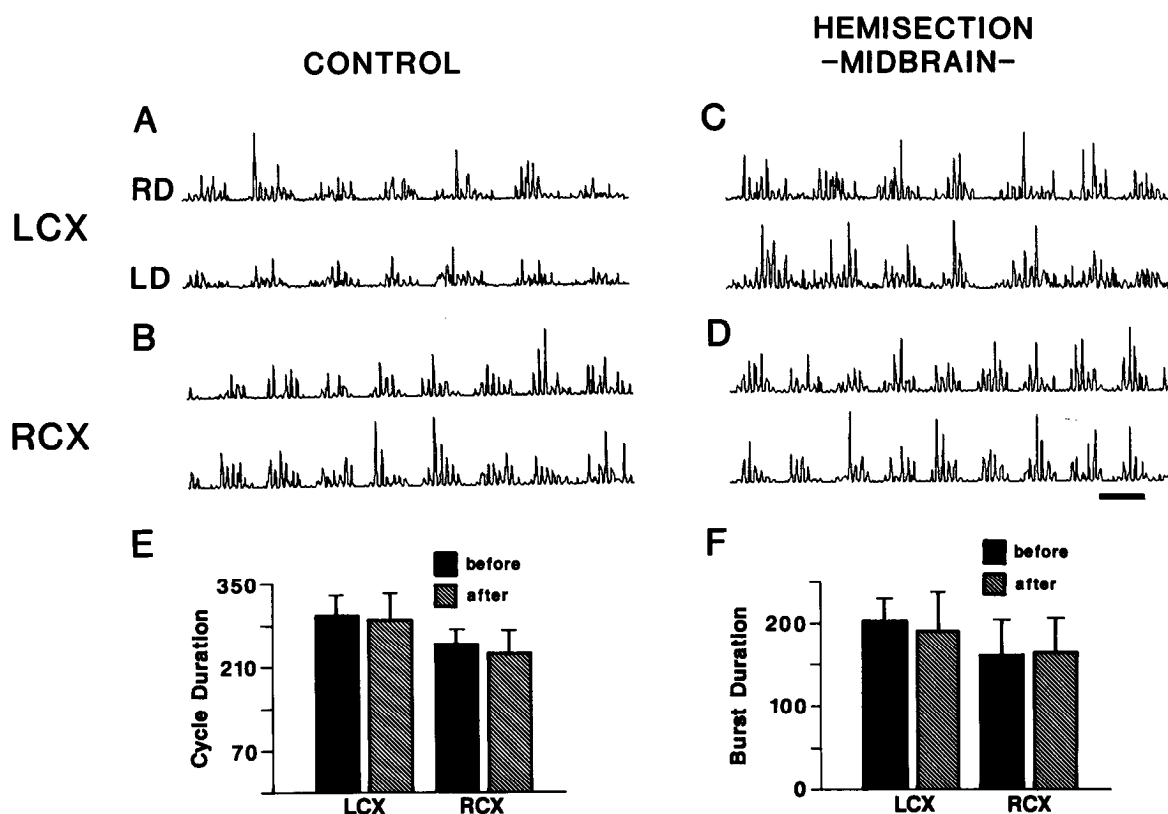 CONTROL
HEMISECTION
-MIDBRAIN-
A
C
RD
LCX
LD
B
D
RCX
E
before
after
350
210
70
Cycle Duration
LCX RCX
F
before
after
200
100
0
Burst Duration
LCX RCX